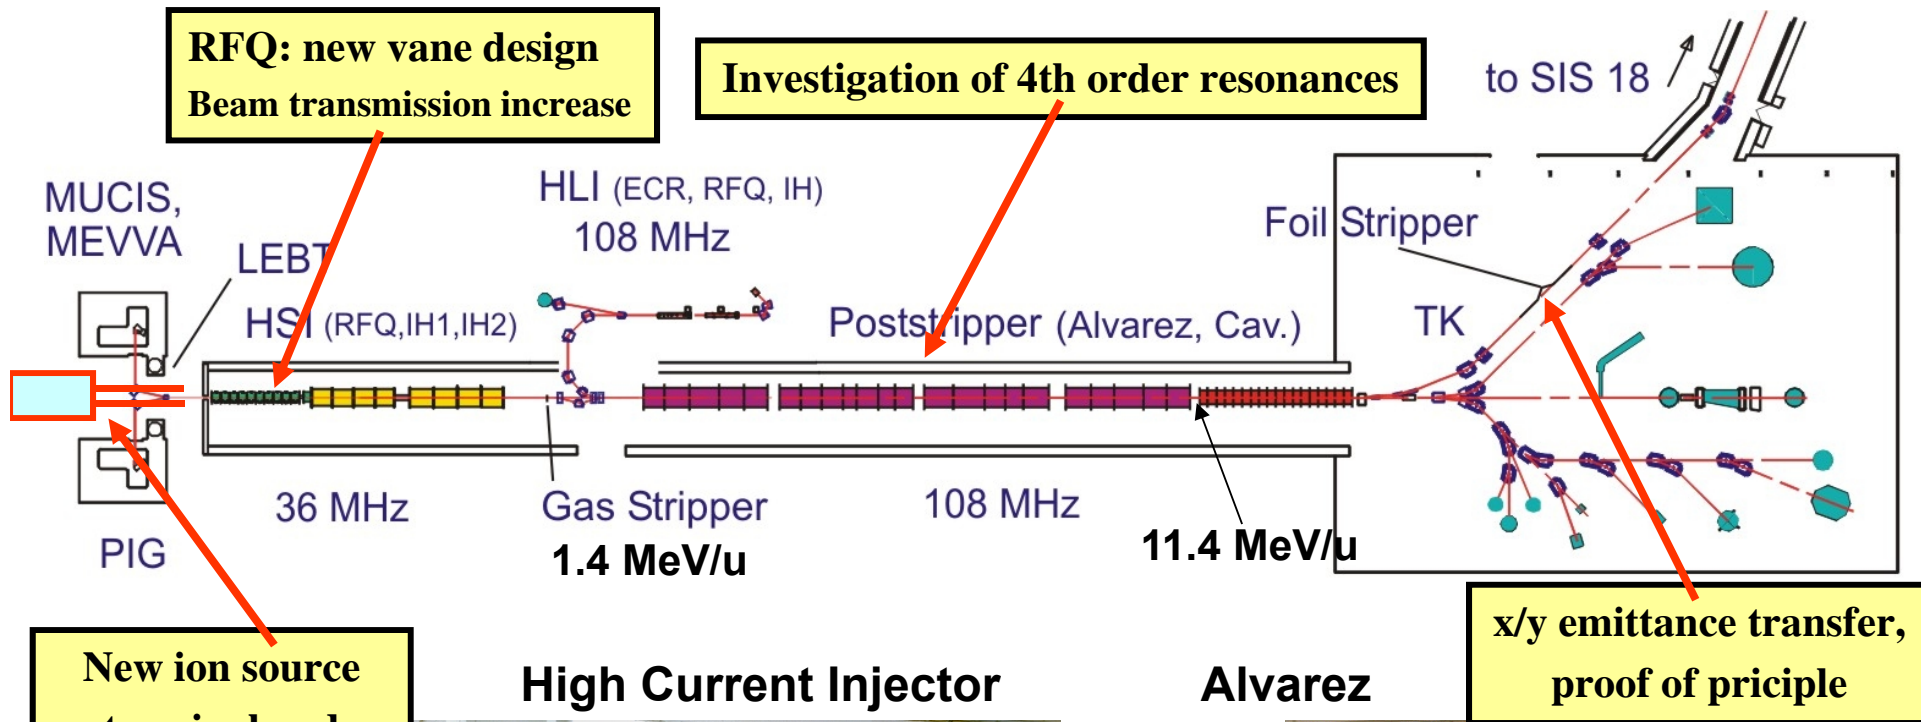 RFQ: new vane design
Beam transmission increase
Investigation of 4th order resonances
to SIS 18
MUCIS,
MEVVA
LEBT
HLI (ECR, RFQ, IH)
108 MHz
Foil Stripper
HSI (RFQ,IH1,IH2)
Poststripper (Alvarez, Cav.)
TK
36 MHz
Gas Stripper
1.4 MeV/u
108 MHz
11.4 MeV/u
PIG
New ion source
x/y emittance transfer,
proof of priciple
High Current Injector
Alvarez